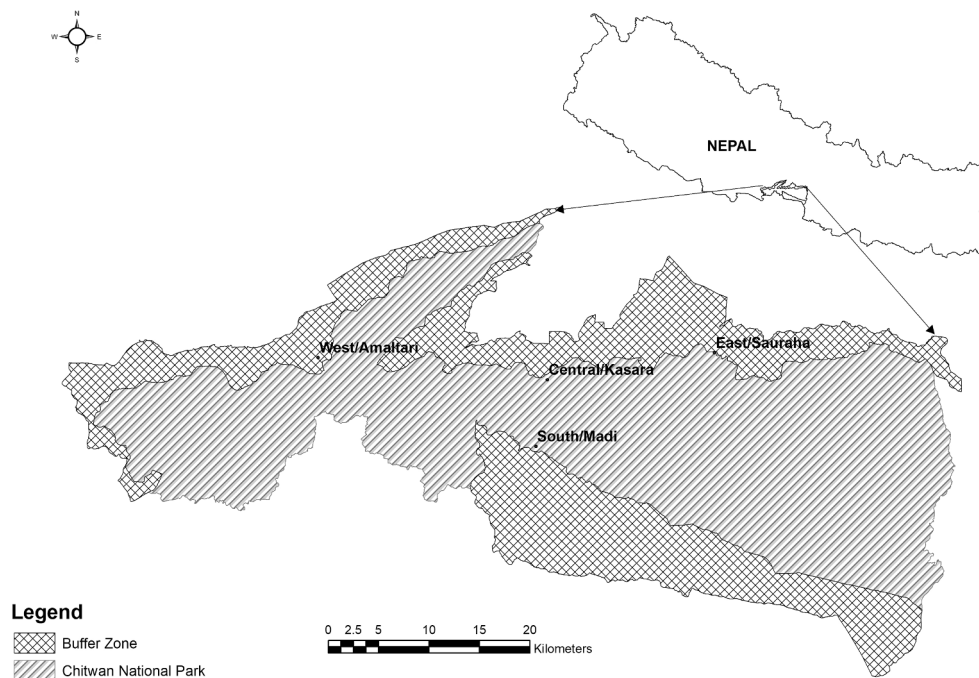 N
W E
S
NEPAL
West/Amaltari
East/Sauraha
Central/Kasara
South/Madi
Legend
Buffer Zone
Chitwan National Park
0 2.5 5 10 15 20
Kilometers